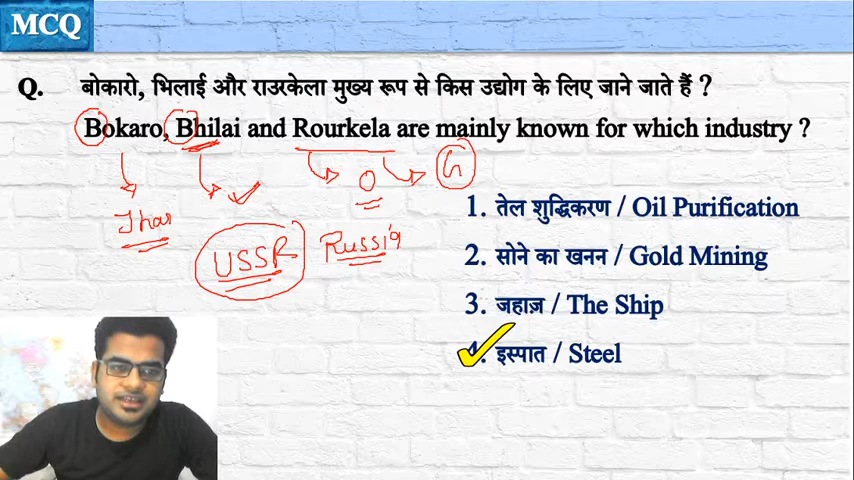 MCQ
Q. बोकारो, भिलाई और राउरकेला मुख्य रूप से किस उद्योग के लिए जाने जाते हैं ?
Bokaro, Bhilai and Rourkela are mainly known for which industry ?
O G
Jhar
USSR Russia
1. तेल शुद्धिकरण / Oil Purification
2. सोने का खनन / Gold Mining
3. जहाज़ / The Ship
4. इस्पात / Steel